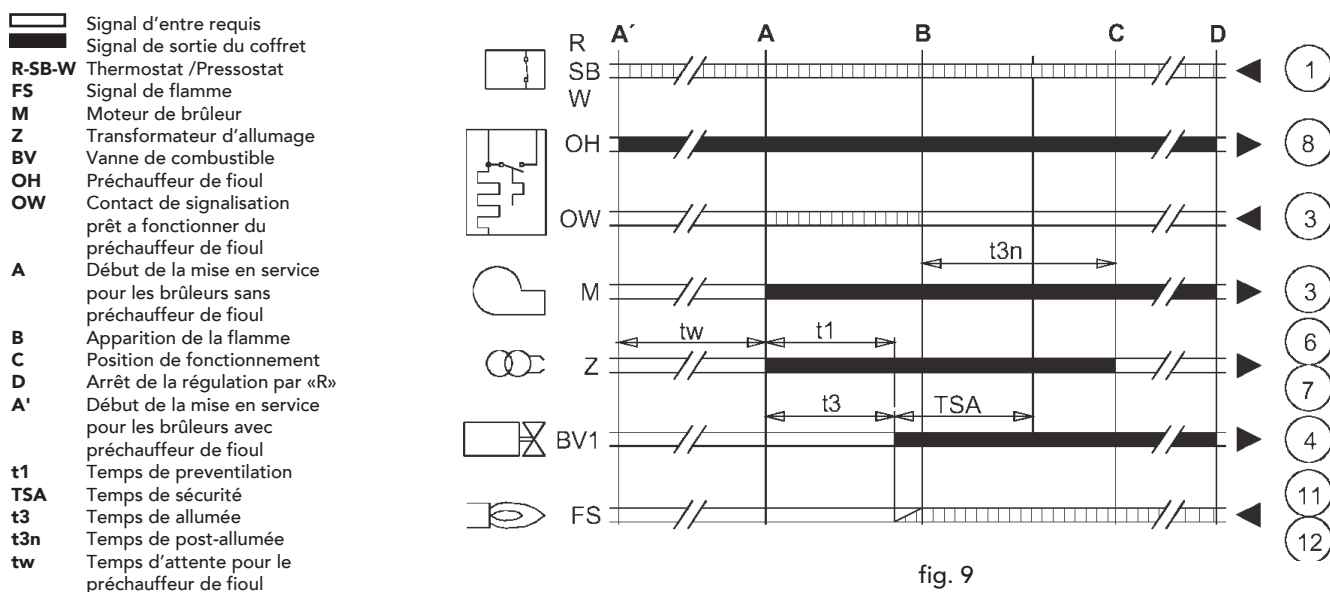 Signal d'entre requis
Signal de sortie du coffret
R-SB-W Thermostat /Pressostat
FS Signal de flamme
M Moteur de brûleur
Z Transformateur d'allumage
BV Vanne de combustible
OH Préchauffeur de fioul
OW Contact de signalisation
prêt a fonctionner du
préchauffeur de fioul
A Début de la mise en service
pour les brûleurs sans
préchauffeur de fioul
B Apparition de la flamme
C Position de fonctionnement
D Arrêt de la régulation par «R»
A' Début de la mise en service
pour les brûleurs avec
préchauffeur de fioul
t1 Temps de preventilation
TSA Temps de sécurité
t3 Temps de allumée
t3n Temps de post-allumée
tw Temps d'attente pour le
préchauffeur de fioul
A´ A B C D
R
SB 1
W
OH 8
OW 3
t3n
M 3
tw t1 6
Z 7
t3 TSA
BV1 4
11
FS
12
fig. 9